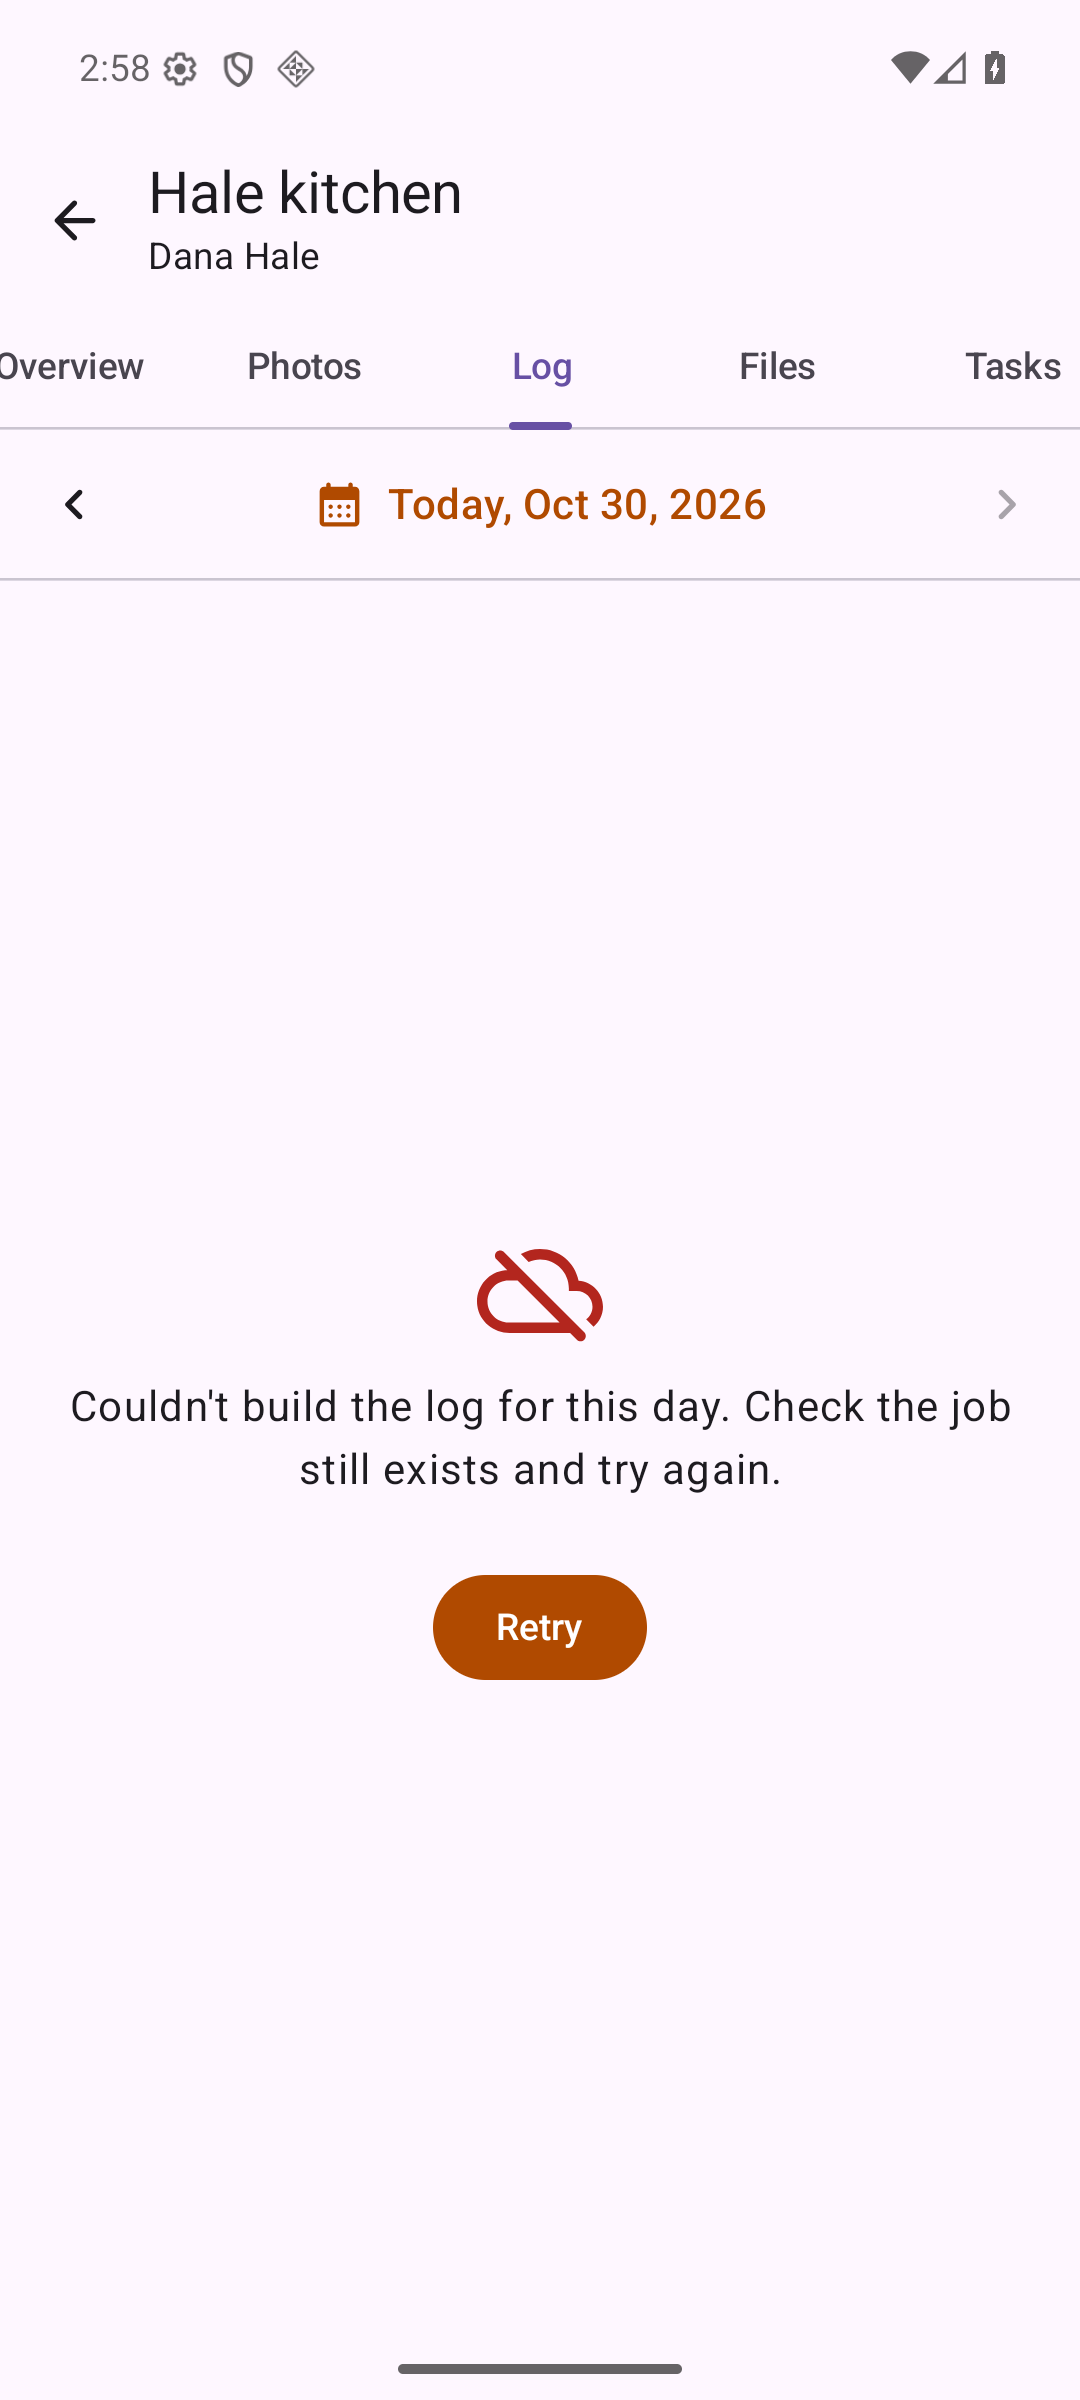 2:58
Hale kitchen
Dana Hale
Overview Photos Log Files Tasks
Today, Oct 30, 2026
Couldn't build the log for this day. Check the job
still exists and try again.
Retry